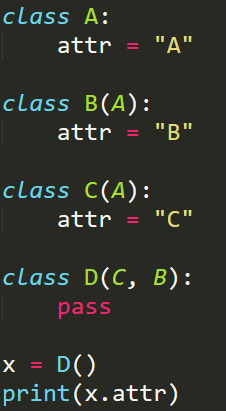 class A:
    attr = "A"

class B(A):
    attr = "B"

class C(A):
    attr = "C"

class D(C, B):
    pass

x = D()
print(x.attr)